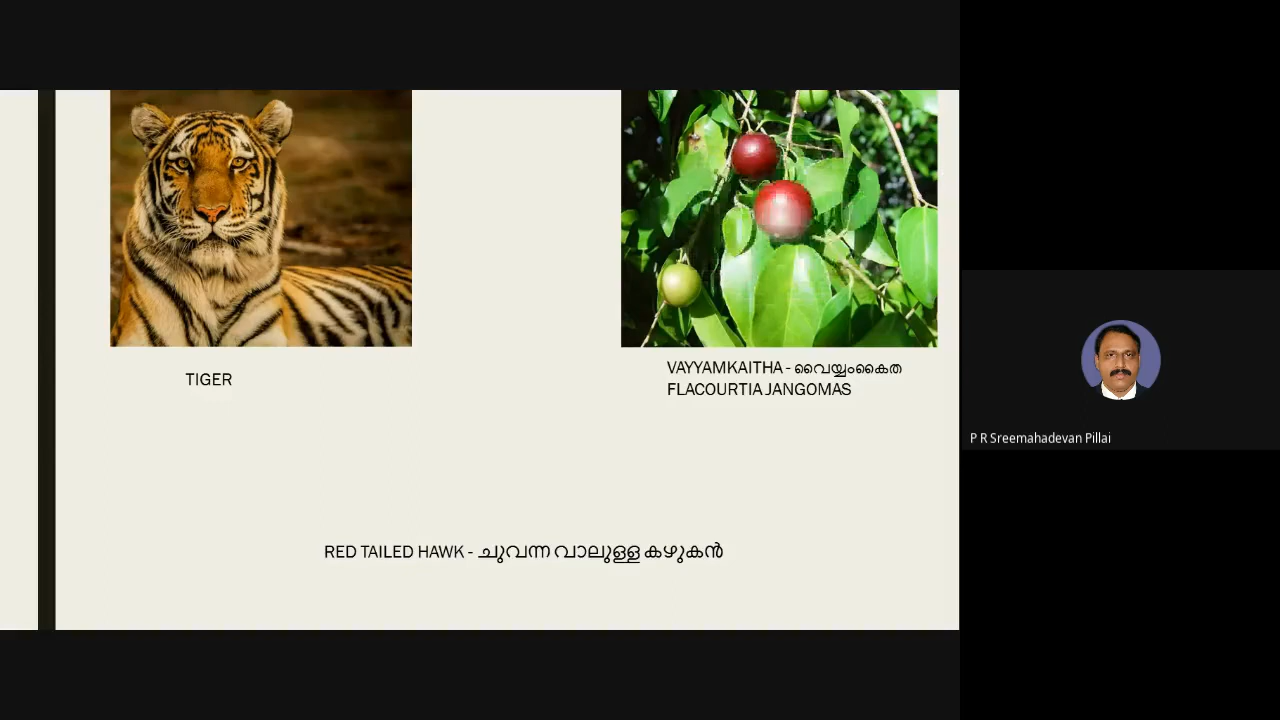 TIGER
VAYYAMKAITHA - വൈയ്യംകൈത
FLACOURTIA JANGOMAS
P R Sreemahadevan Pillai
RED TAILED HAWK - ചുവന്ന വാലുള്ള കഴുകൻ